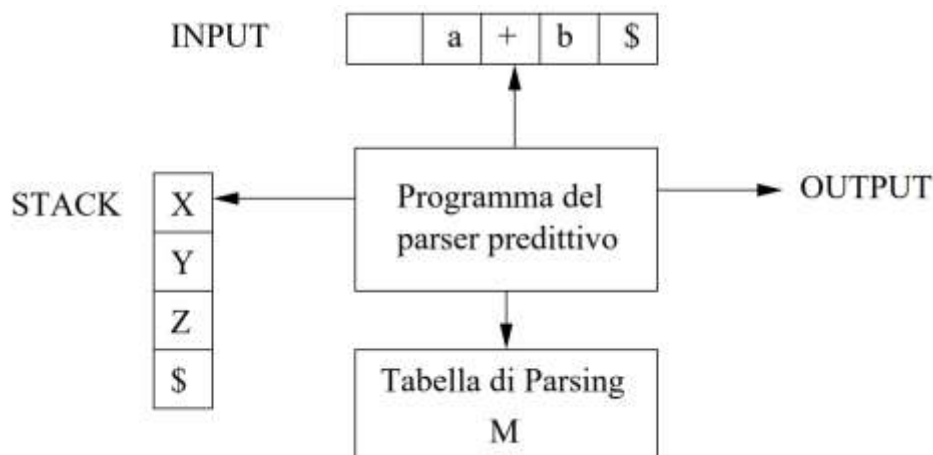 INPUT a + b $
Programma del
parser predittivo
OUTPUT
STACK X
Y
Z
$
Tabella di Parsing
M